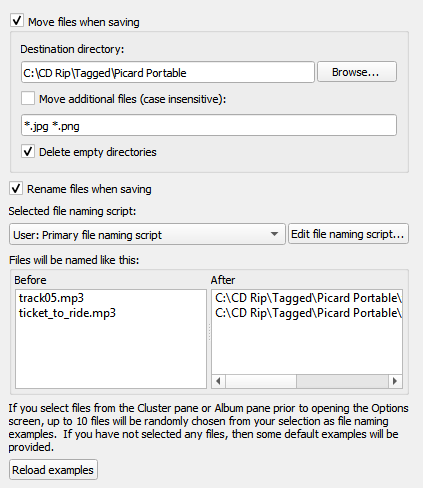 Move files when saving
Destination directory:
C:\CD Rip\Tagged\Picard Portable
Browse...
Move additional files (case insensitive):
*.jpg *.png
Delete empty directories
Rename files when saving
Selected file naming script:
User: Primary file naming script
Edit file naming script...
Files will be named like this:
Before
After
track05.mp3
C:\CD Rip\Tagged\Picard Portable\
ticket_to_ride.mp3
C:\CD Rip\Tagged\Picard Portable\
If you select files from the Cluster pane or Album pane prior to opening the Options
screen, up to 10 files will be randomly chosen from your selection as file naming
examples.  If you have not selected any files, then some default examples will be
provided.
Reload examples